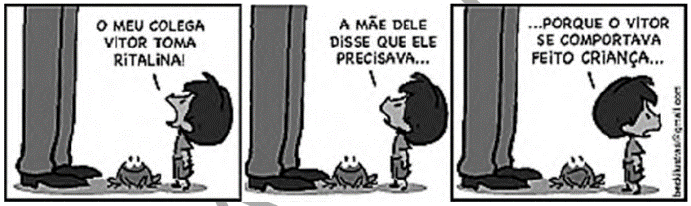 O MEU COLEGA
VITOR TOMA
RITALINA!
A MÃE DELE
DISSE QUE ELE
PRECISAVA...
...PORQUE O VITOR
SE COMPORTAVA
FEITO CRIANÇA...